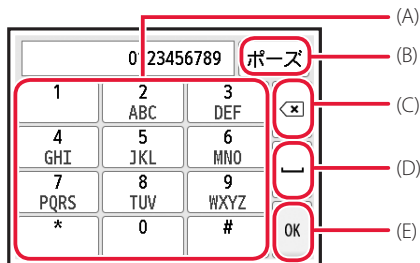 (A)
0123456789 ポーズ (B)
1 2 3 (C)
ABC DEF
4 5 6
GHI JKL MNO (D)
7 8 9
PQRS TUV WXYZ
* 0 # OK (E)